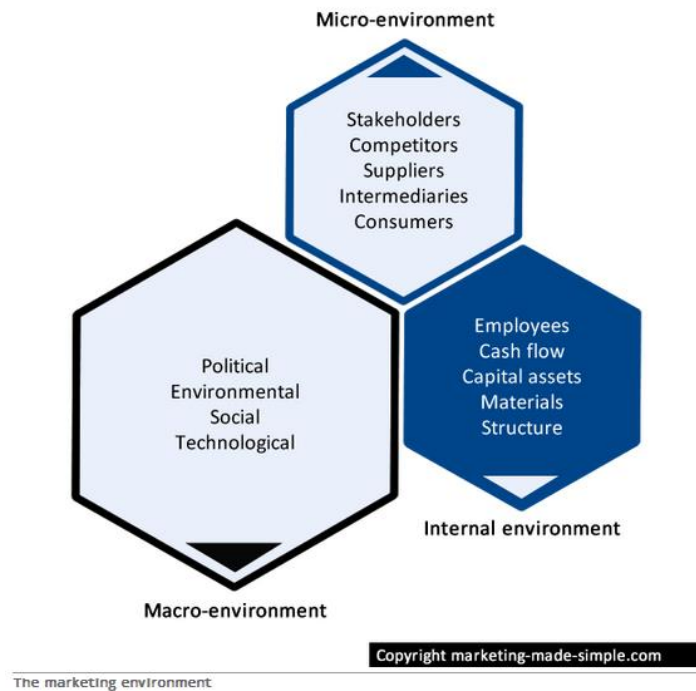 Micro-environment
Stakeholders
Competitors
Suppliers
Intermediaries
Consumers
Political
Environmental
Social
Technological
Employees
Cash flow
Capital assets
Materials
Structure
Internal environment
Macro-environment
Copyright marketing-made-simple.com
The marketing environment